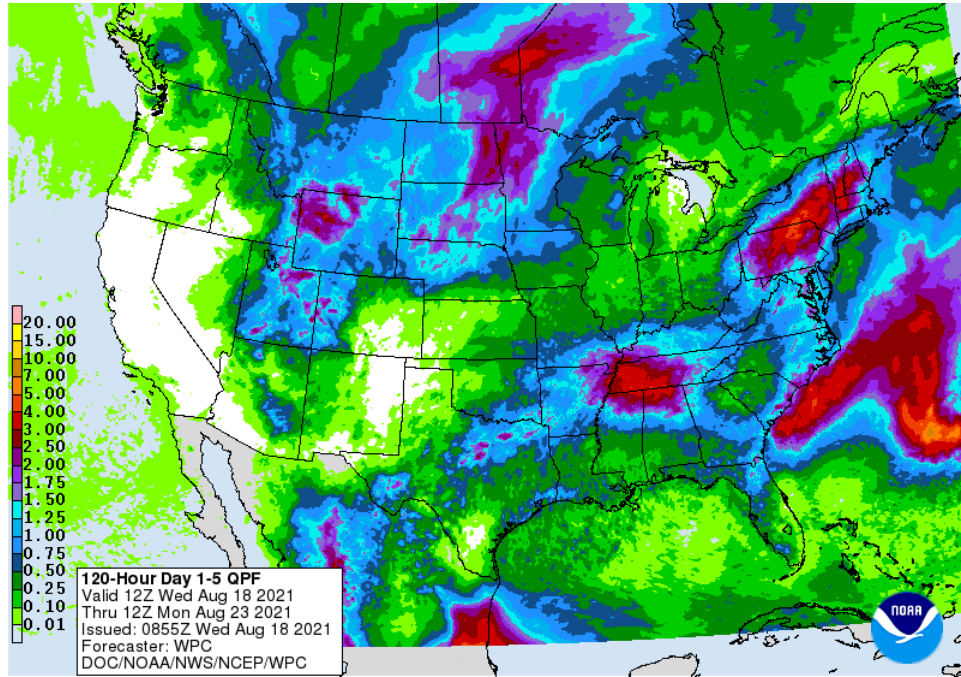 20.00
15.00
10.00
7.00
5.00
4.00
3.00
2.50
2.00
1.75
1.50
1.25
1.00
0.75
0.50
0.25
0.10
0.01
120-Hour Day 1-5 QPF
Valid 12Z Wed Aug 18 2021
Thru 12Z Mon Aug 23 2021
Issued: 0855Z Wed Aug 18 2021
Forecaster: WPC
DOC/NOAA/NWS/NCEP/WPC
NOAA